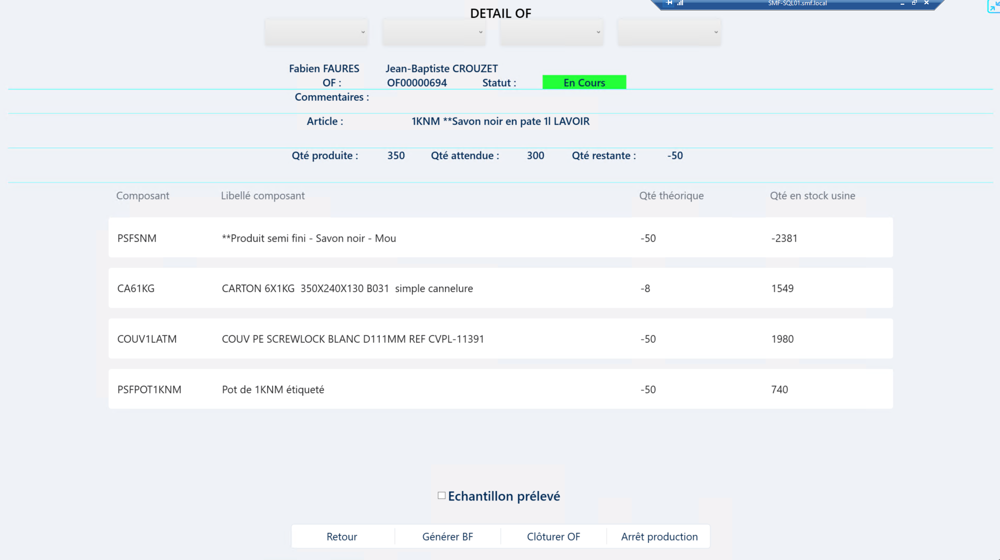 SMF-SQL01.smf.local
DETAIL OF
Fabien FAURES Jean-Baptiste CROUZET
OF : OF00000694 Statut : En Cours
Commentaires :
Article : 1KNM **Savon noir en pate 1l LAVOIR
Qté produite : 350 Qté attendue : 300 Qté restante : -50
Composant Libellé composant Qté théorique Qté en stock usine
PSFSNM **Produit semi fini - Savon noir - Mou -50 -2381
CA61KG CARTON 6X1KG 350X240X130 B031 simple cannelure -8 1549
COUV1LATM COUV PE SCREWLOCK BLANC D111MM REF CVPL-11391 -50 1980
PSFPOT1KNM Pot de 1KNM étiqueté -50 740
Echantillon prélevé
Retour Générer BF Clôturer OF Arrêt production